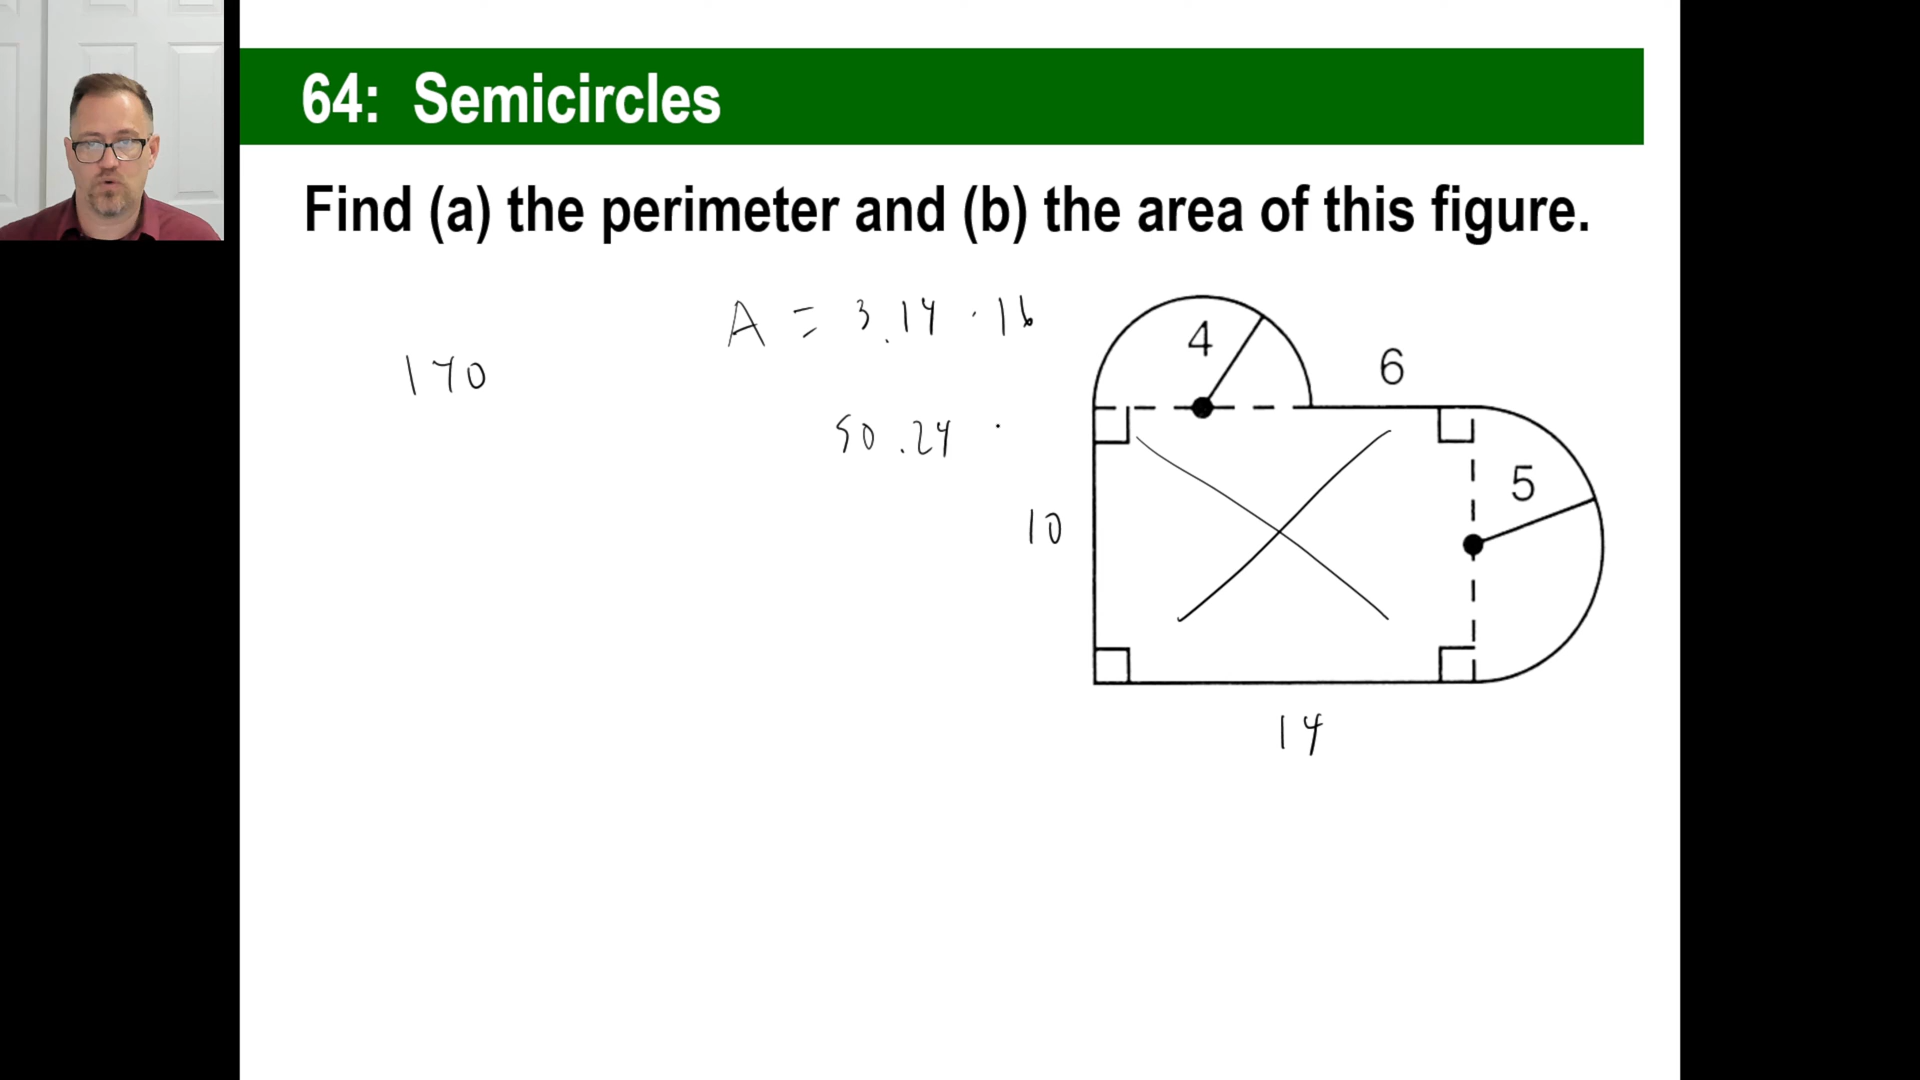 64: Semicircles
Find (a) the perimeter and (b) the area of this figure.
A = 3.14 · 16
140
50.24 ·
4
6
5
10
14